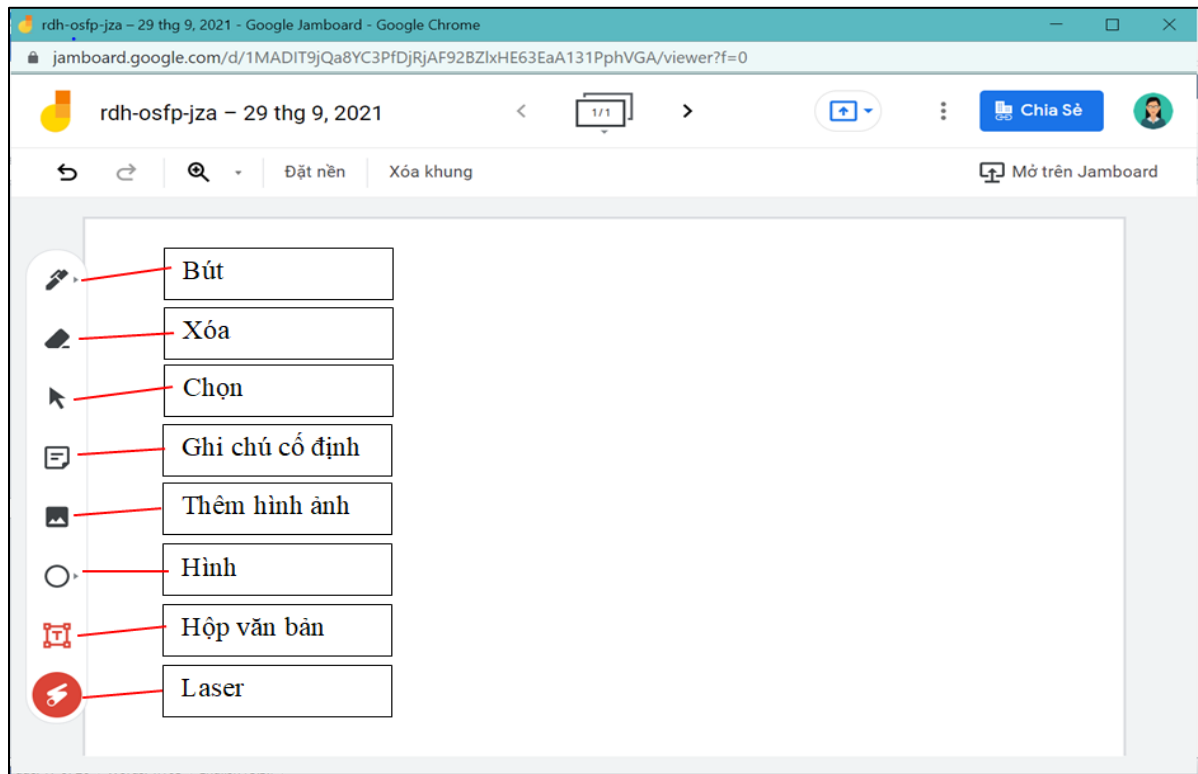 rdh-osfp-jza – 29 thg 9, 2021 - Google Jamboard - Google Chrome
jamboard.google.com/d/1MADIT9jQa8YC3PfDjRjAF92BZlxHE63EaA131PphVGA/viewer?f=0
rdh-osfp-jza – 29 thg 9, 2021
1/1
Chia Sẻ
Đặt nền
Xóa khung
Mở trên Jamboard
Bút
Xóa
Chọn
Ghi chú cố định
Thêm hình ảnh
Hình
Hộp văn bản
Laser